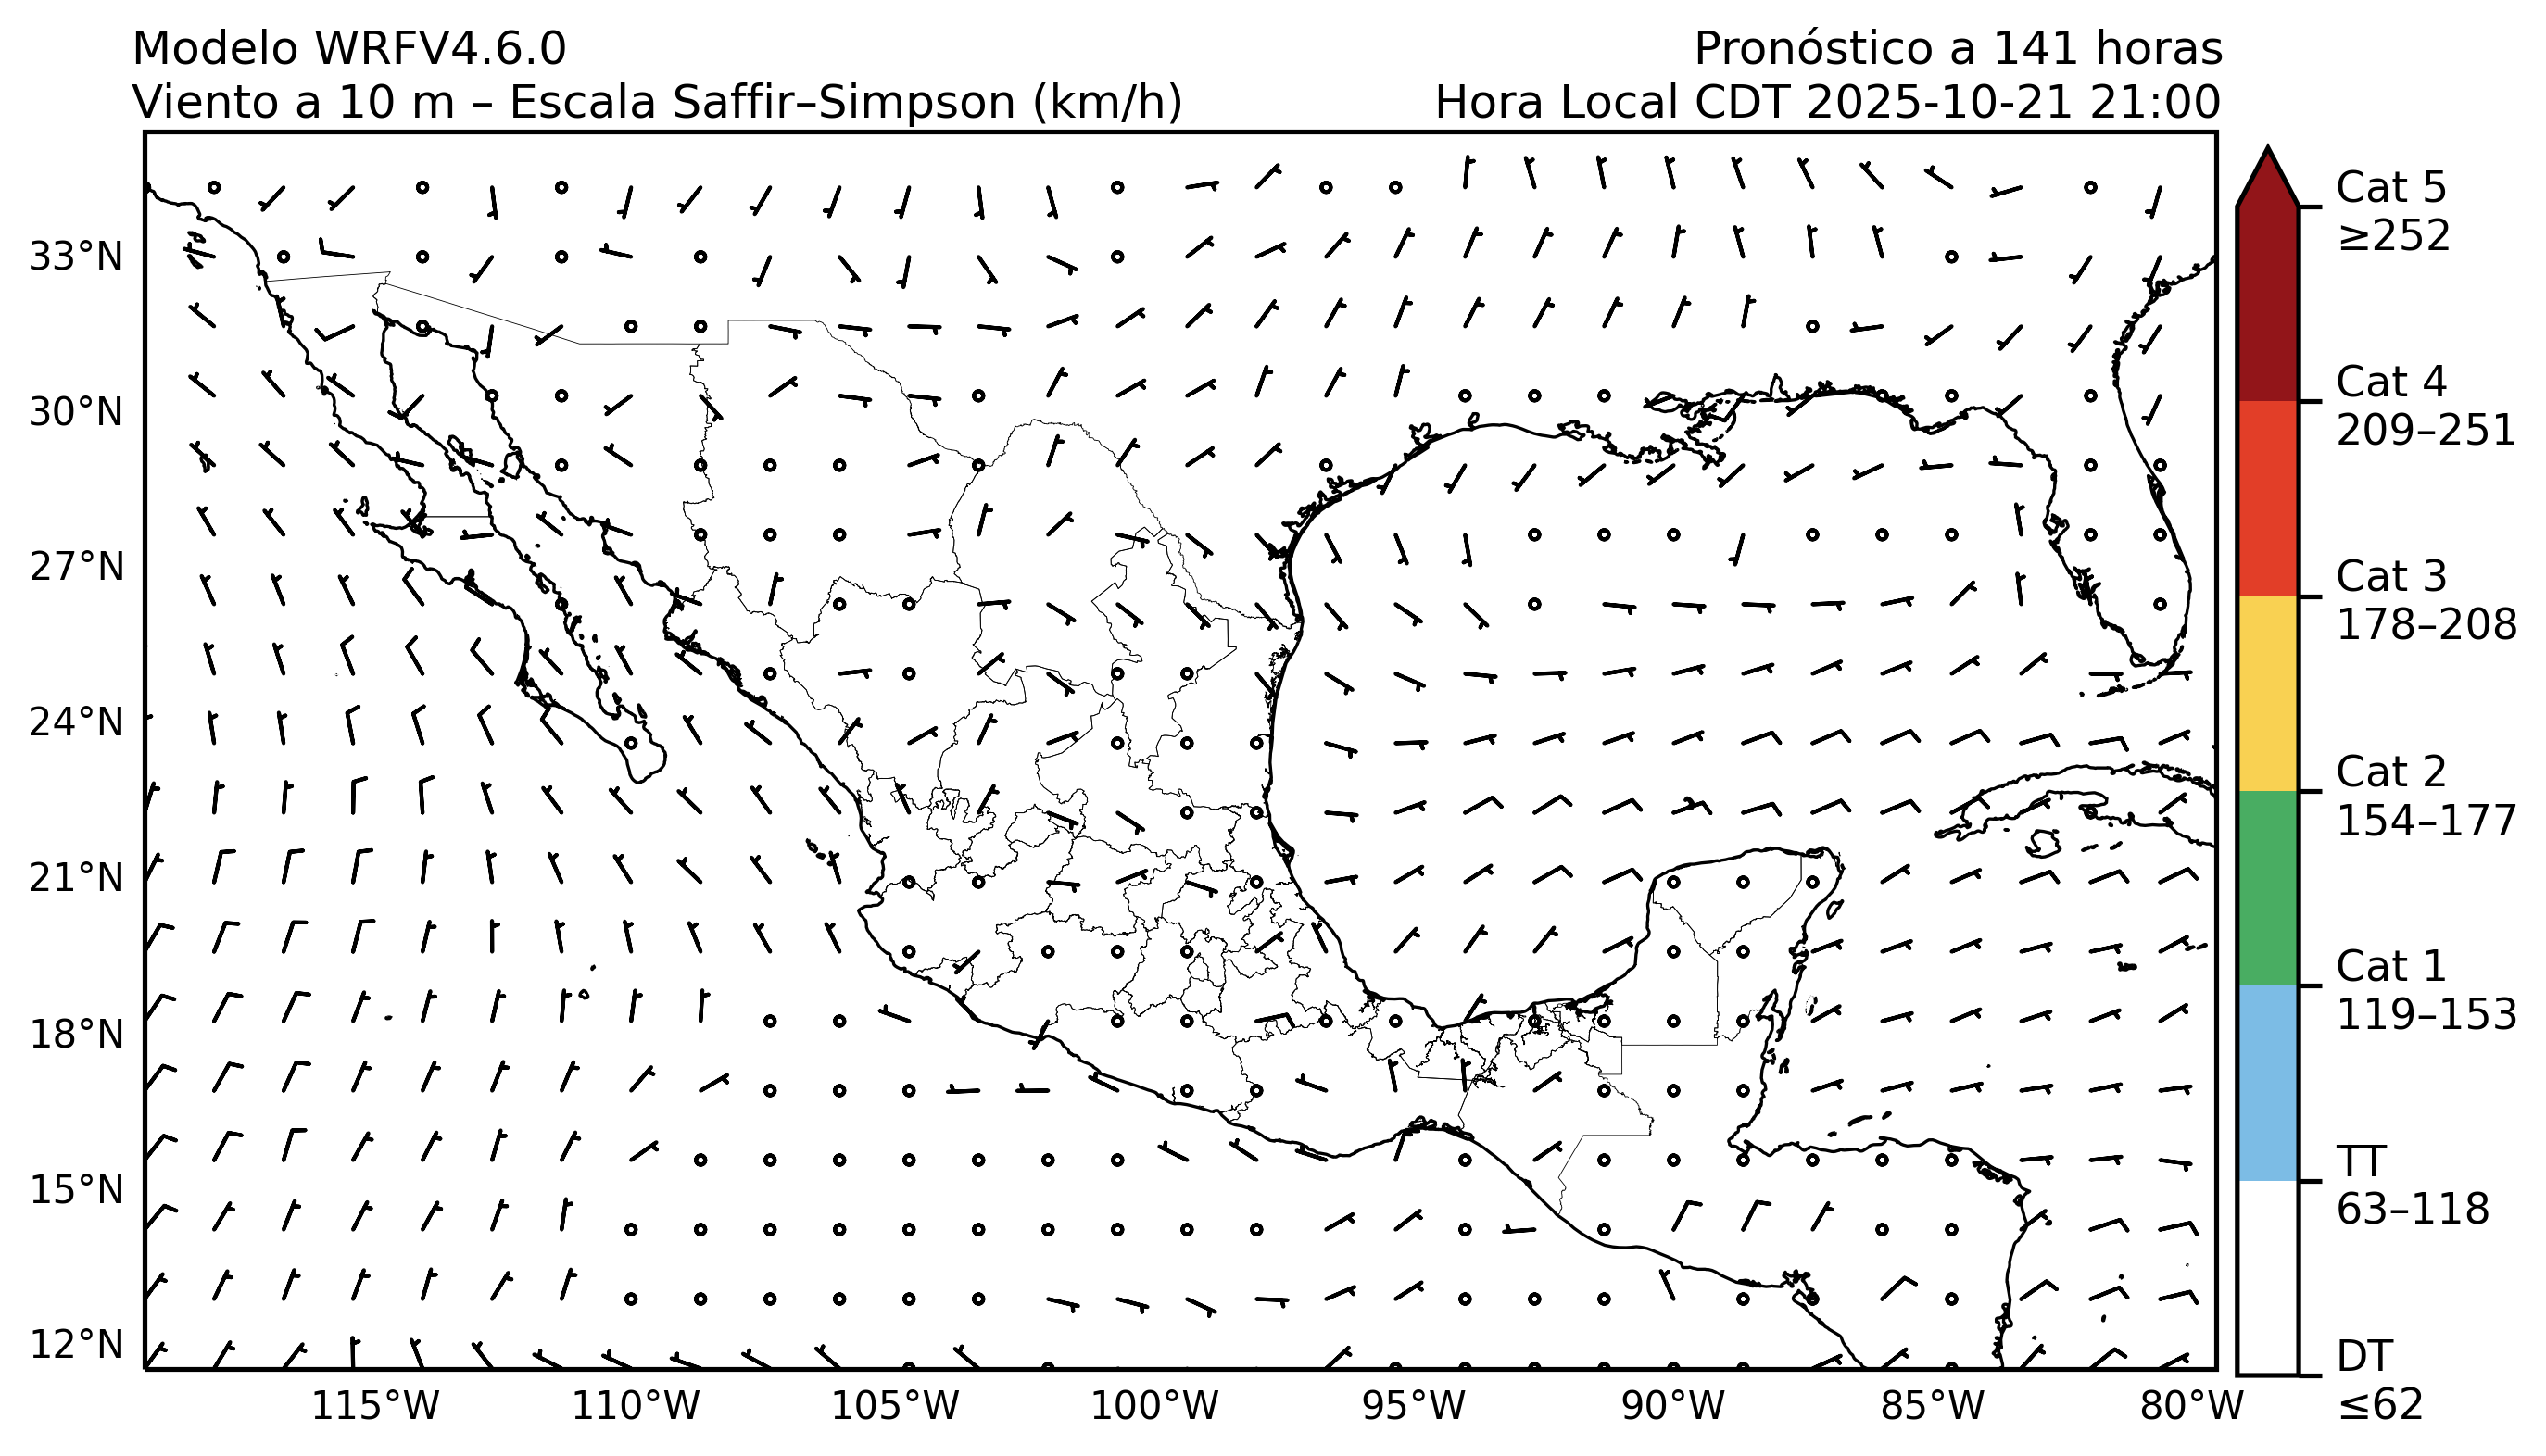 Modelo WRFV4.6.0
Pronóstico a 141 horas
Viento a 10 m – Escala Saffir–Simpson (km/h)
Hora Local CDT 2025-10-21 21:00
33°N
30°N
27°N
24°N
21°N
18°N
15°N
12°N
115°W
110°W
105°W
100°W
95°W
90°W
85°W
80°W
Cat 5
≥252
Cat 4
209–251
Cat 3
178–208
Cat 2
154–177
Cat 1
119–153
TT
63–118
DT
≤62